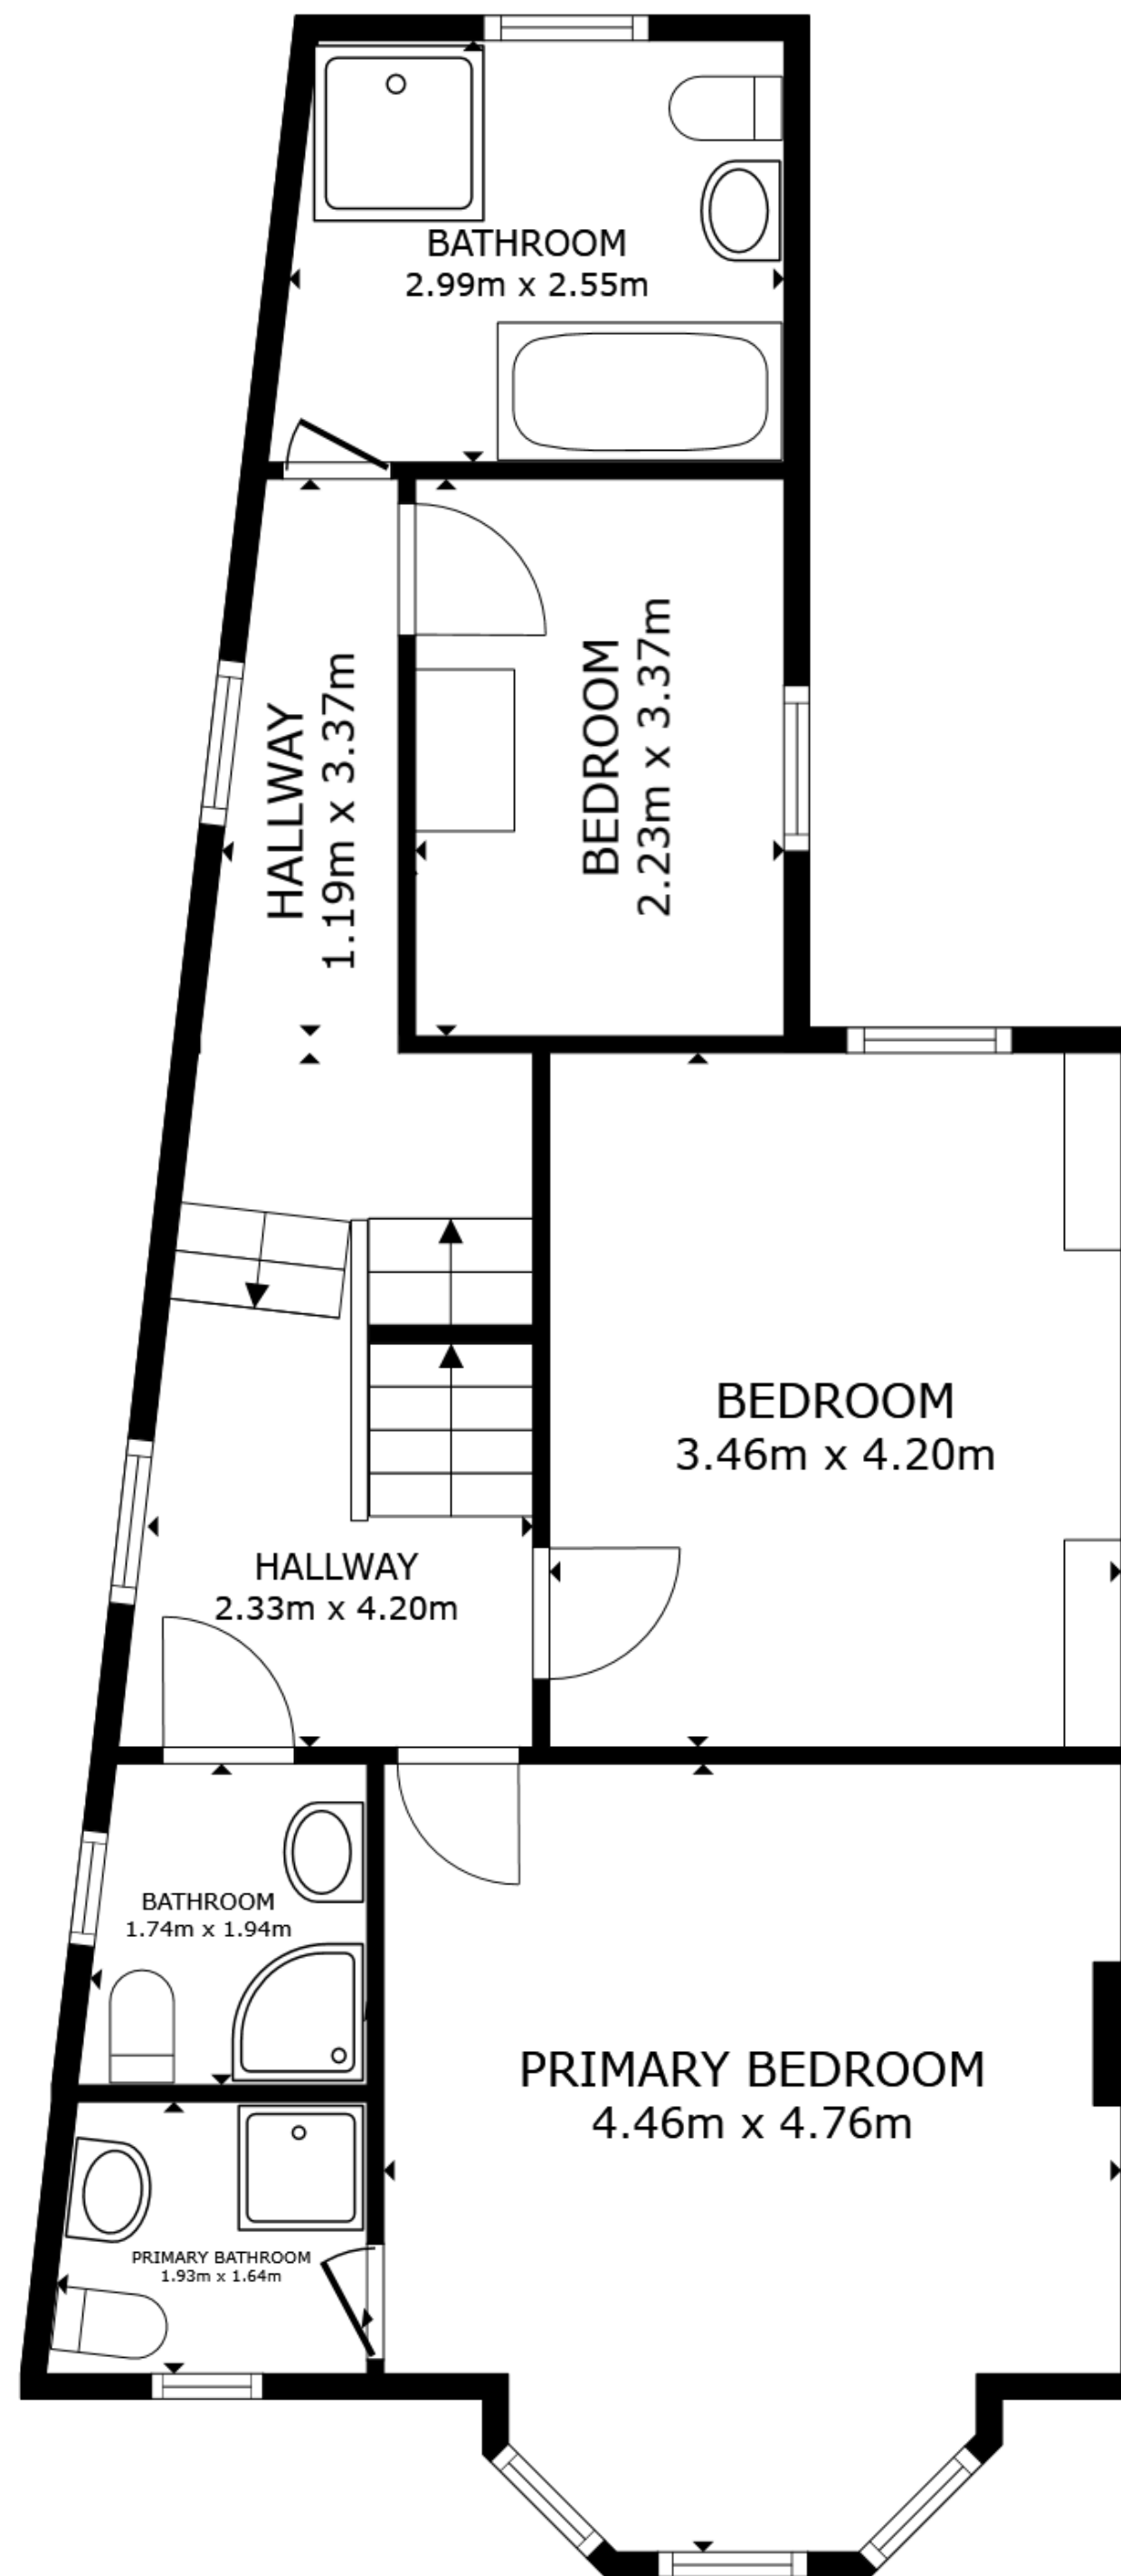 BATHROOM
2.99m x 2.55m
HALLWAY
1.19m x 3.37m
BEDROOM
2.23m x 3.37m
BEDROOM
3.46m x 4.20m
HALLWAY
2.33m x 4.20m
BATHROOM
1.74m x 1.94m
PRIMARY BEDROOM
4.46m x 4.76m
PRIMARY BATHROOM
1.93m x 1.64m